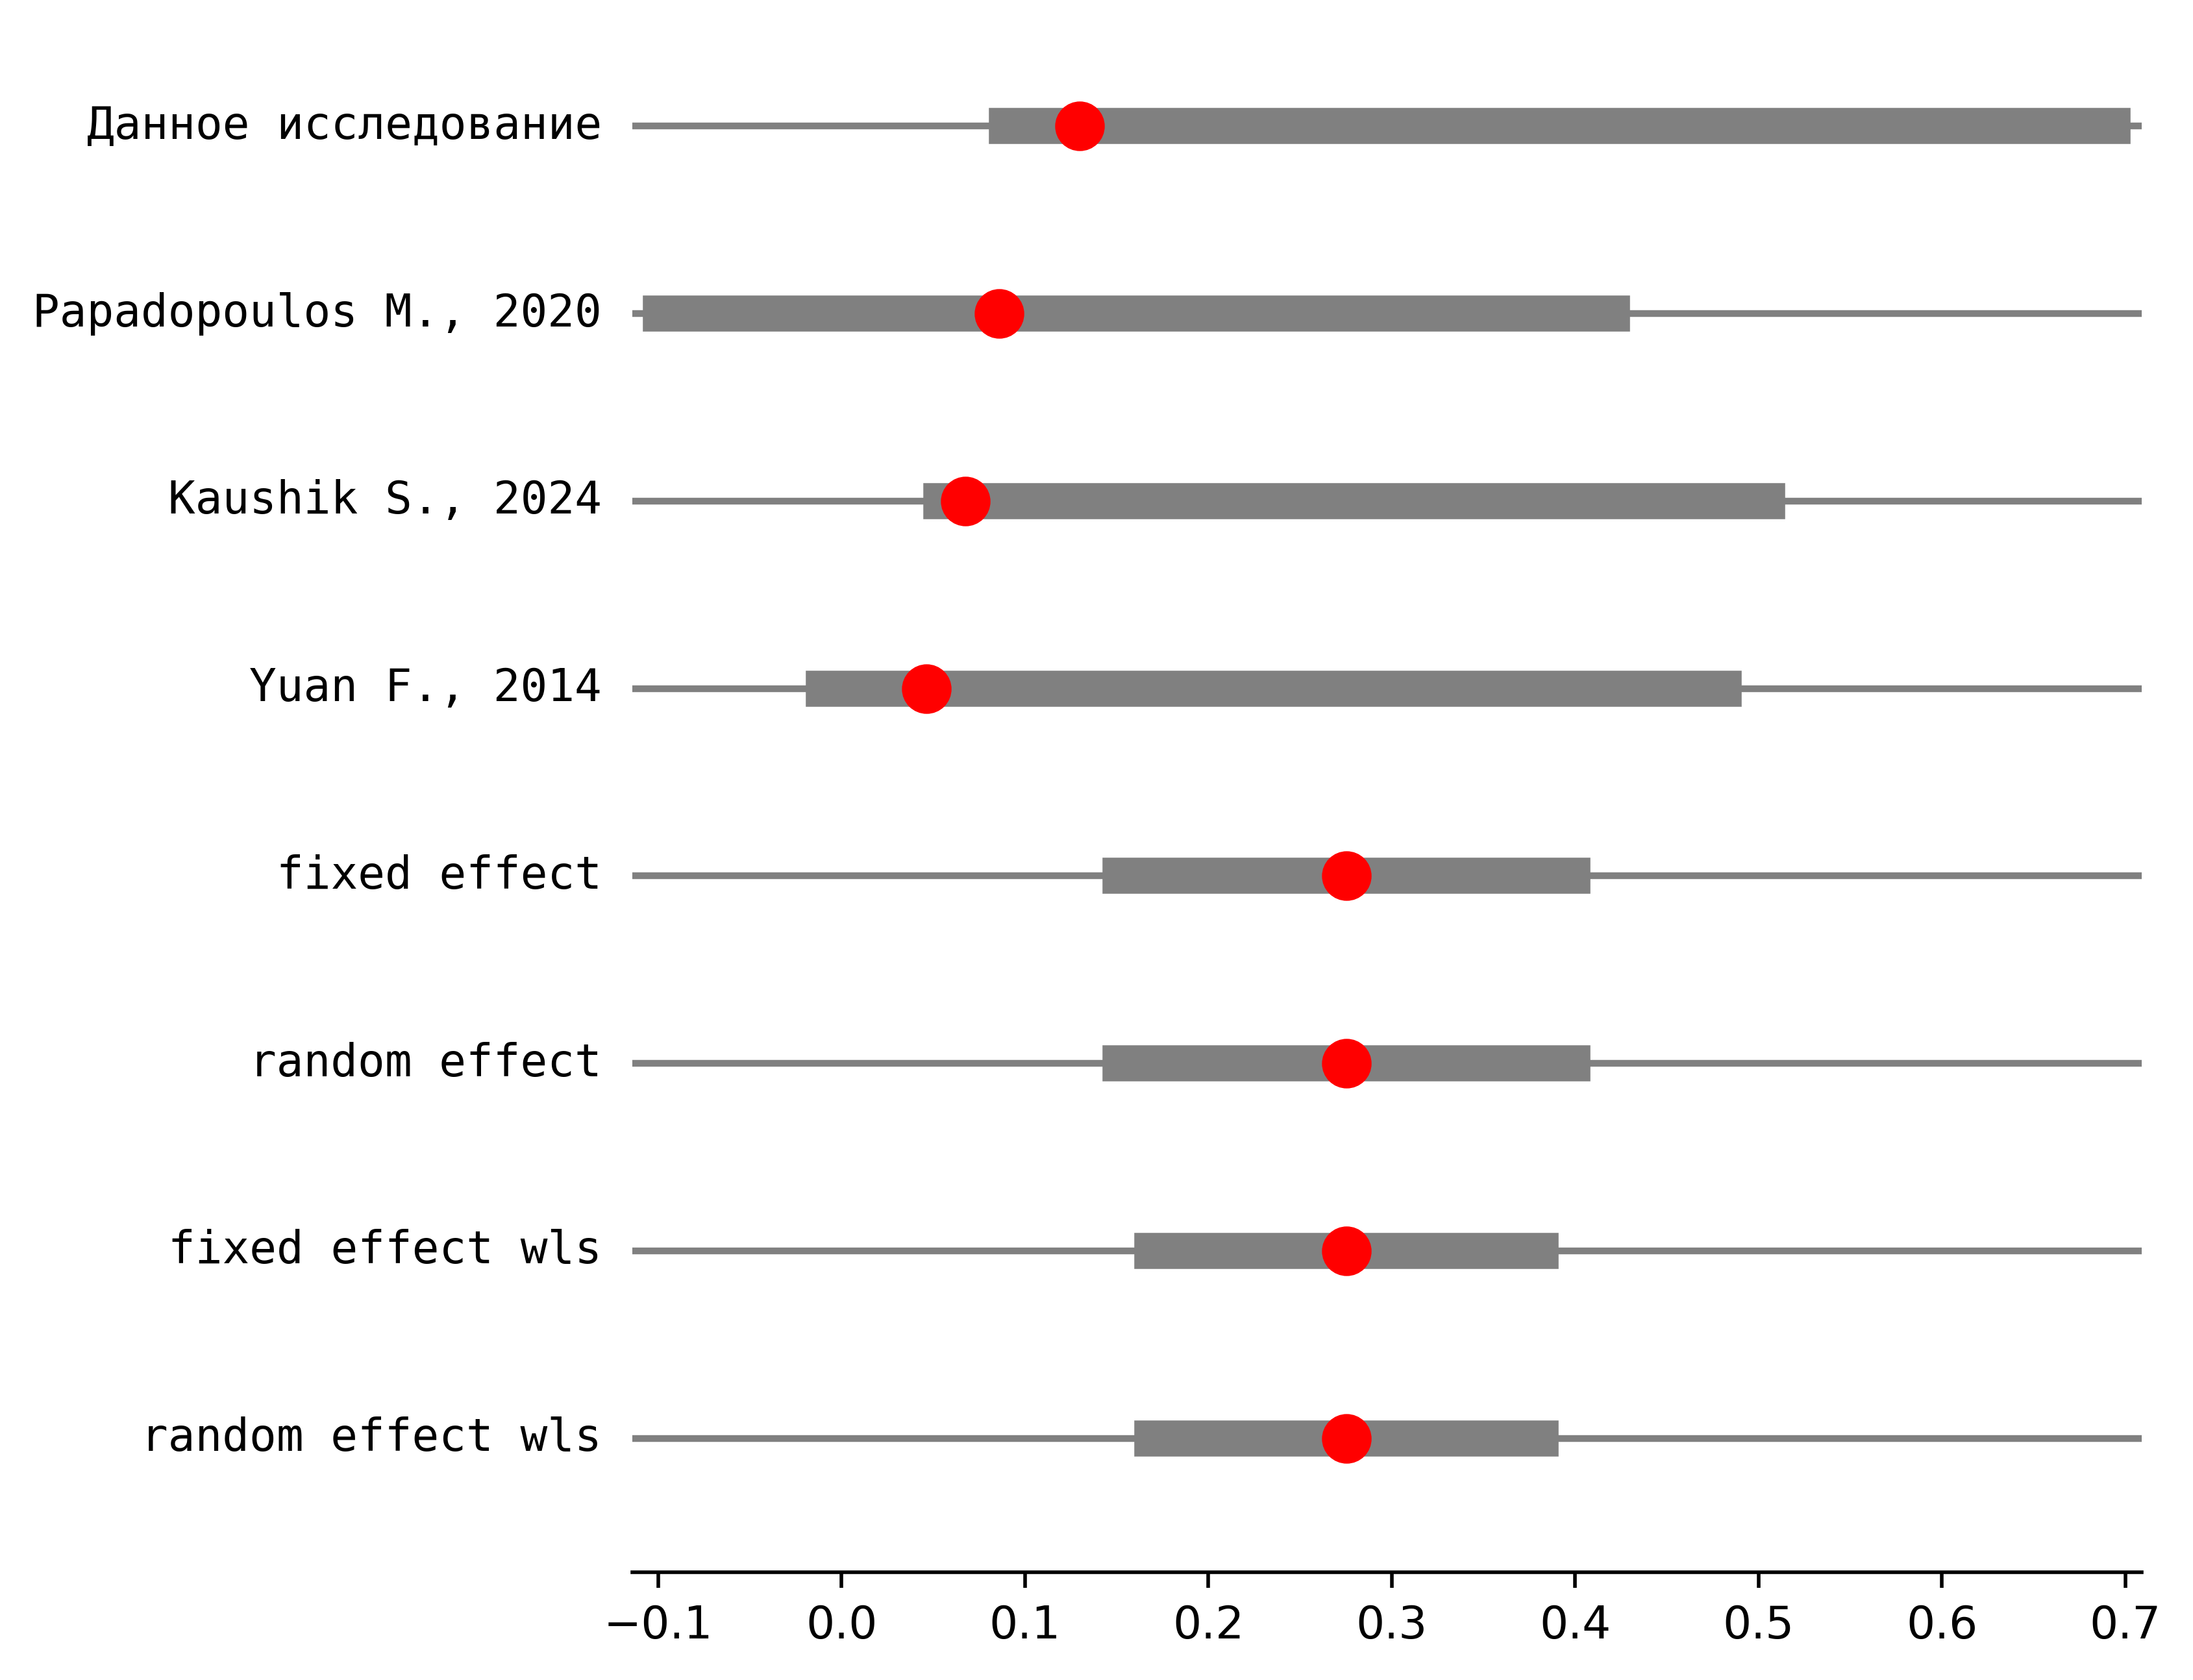 Данное исследование
Papadopoulos M., 2020
Kaushik S., 2024
Yuan F., 2014
fixed effect
random effect
fixed effect wls
random effect wls
−0.1 0.0 0.1 0.2 0.3 0.4 0.5 0.6 0.7